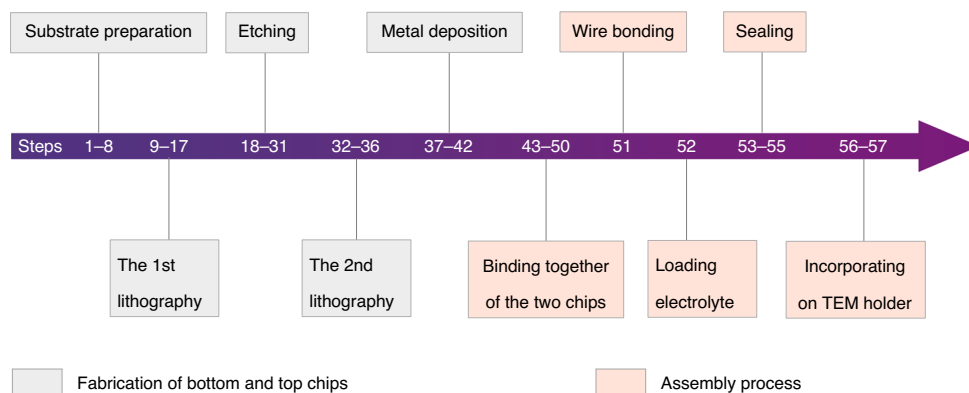 Substrate preparation
Etching
Metal deposition
Wire bonding
Sealing
Steps 1–8 9–17 18–31 32–36 37–42 43–50 51 52 53–55 56–57
The 1st
lithography
The 2nd
lithography
Binding together
of the two chips
Loading
electrolyte
Incorporating
on TEM holder
Fabrication of bottom and top chips
Assembly process